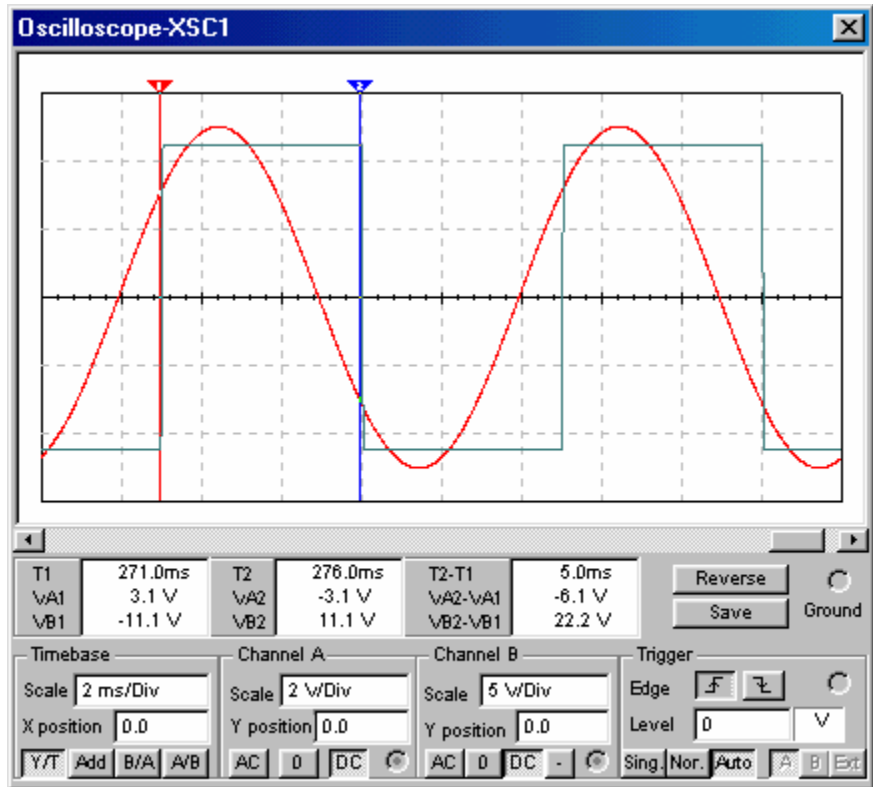 Oscilloscope-XSC1
1 2
T1 271.0ms T2 276.0ms T2-T1 5.0ms Reverse
VA1 3.1 V VA2 -3.1 V VA2-VA1 -6.1 V
VB1 -11.1 V VB2 11.1 V VB2-VB1 22.2 V Save Ground
Timebase Channel A Channel B Trigger
Scale 2 ms/Div Scale 2 V/Div Scale 5 V/Div Edge
X position 0.0 Y position 0.0 Y position 0.0 Level 0 V
Y/T Add B/A A/B AC 0 DC AC 0 DC - Sing. Nor. Auto A B Ext